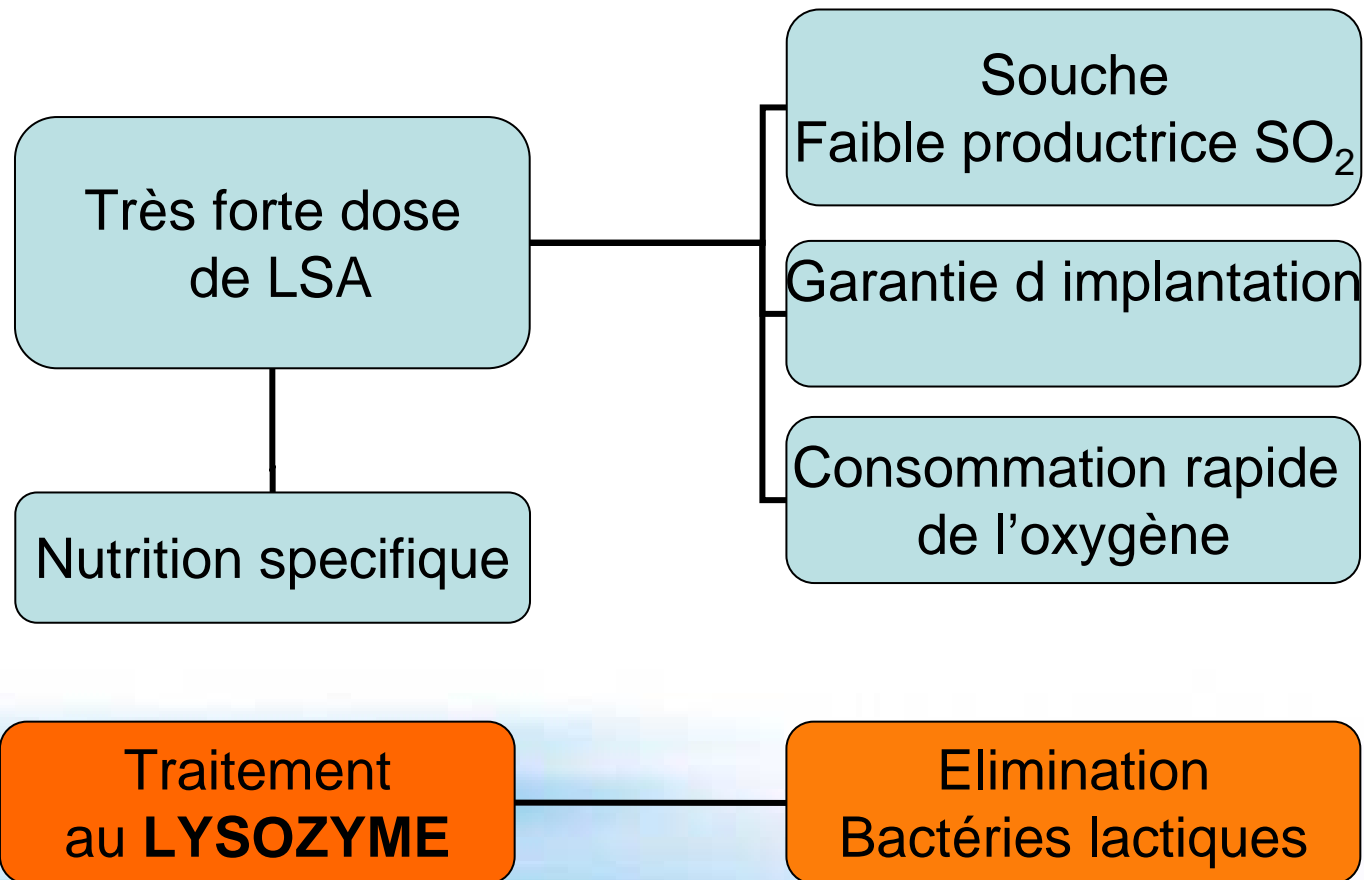 Très forte dose
de LSA
Souche
Faible productrice SO₂
Garantie d implantation
Consommation rapide
de l’oxygène
Nutrition specifique
Traitement
au LYSOZYME
Elimination
Bactéries lactiques